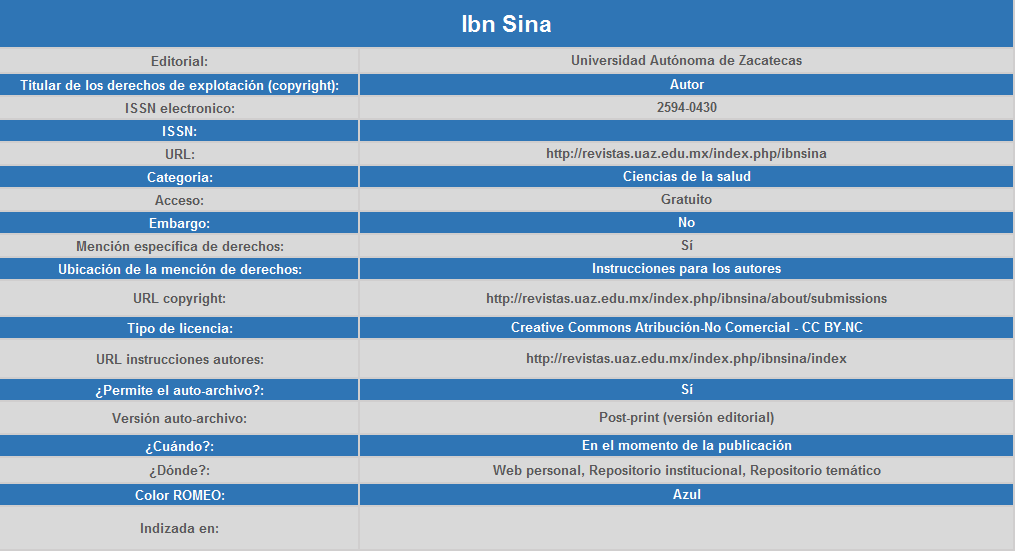 Ibn Sina
Editorial: Universidad Autónoma de Zacatecas
Titular de los derechos de explotación (copyright): Autor
ISSN electronico: 2594-0430
ISSN:
URL: http://revistas.uaz.edu.mx/index.php/ibnsina
Categoria: Ciencias de la salud
Acceso: Gratuito
Embargo: No
Mención específica de derechos: Sí
Ubicación de la mención de derechos: Instrucciones para los autores
URL copyright: http://revistas.uaz.edu.mx/index.php/ibnsina/about/submissions
Tipo de licencia: Creative Commons Atribución-No Comercial - CC BY-NC
URL instrucciones autores: http://revistas.uaz.edu.mx/index.php/ibnsina/index
¿Permite el auto-archivo?: Sí
Versión auto-archivo: Post-print (versión editorial)
¿Cuándo?: En el momento de la publicación
¿Dónde?: Web personal, Repositorio institucional, Repositorio temático
Color ROMEO: Azul
Indizada en: